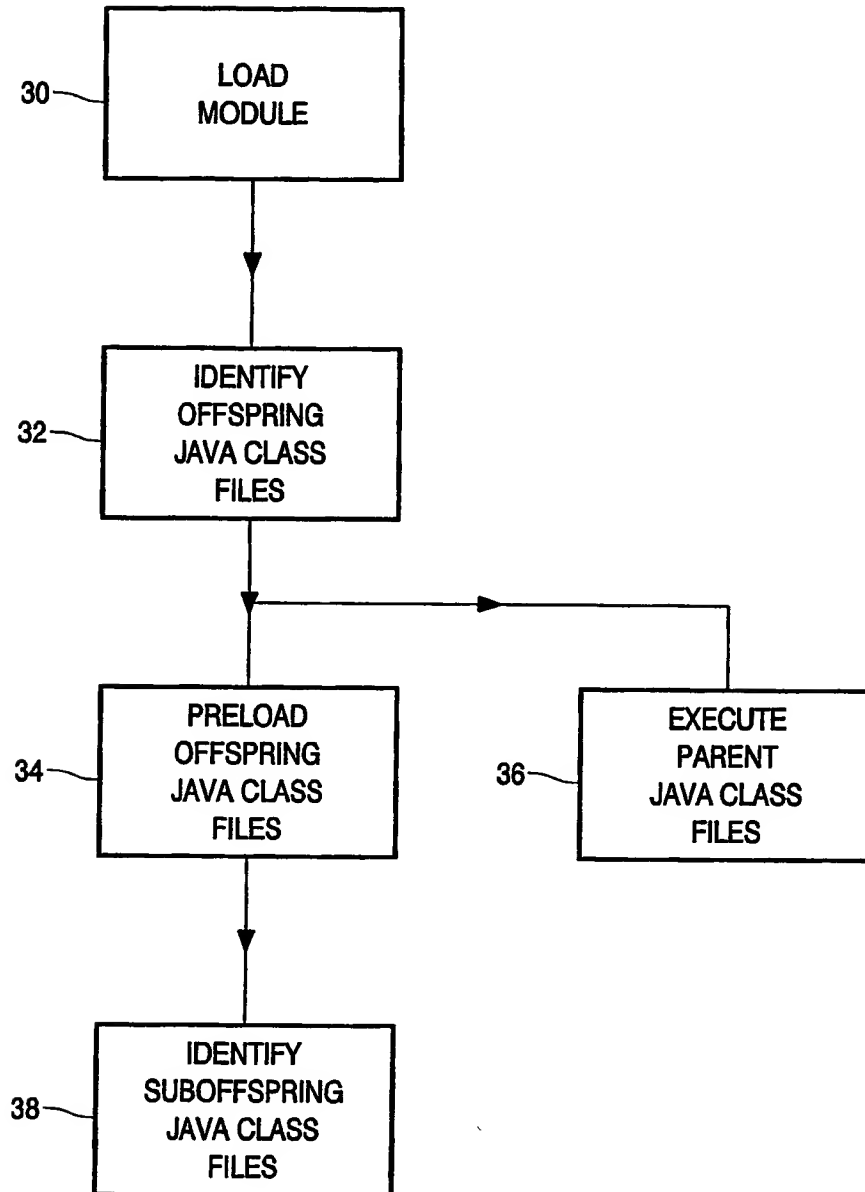 30
LOAD
MODULE
32
IDENTIFY
OFFSPRING
JAVA CLASS
FILES
34
PRELOAD
OFFSPRING
JAVA CLASS
FILES
36
EXECUTE
PARENT
JAVA CLASS
FILES
38
IDENTIFY
SUBOFFSPRING
JAVA CLASS
FILES